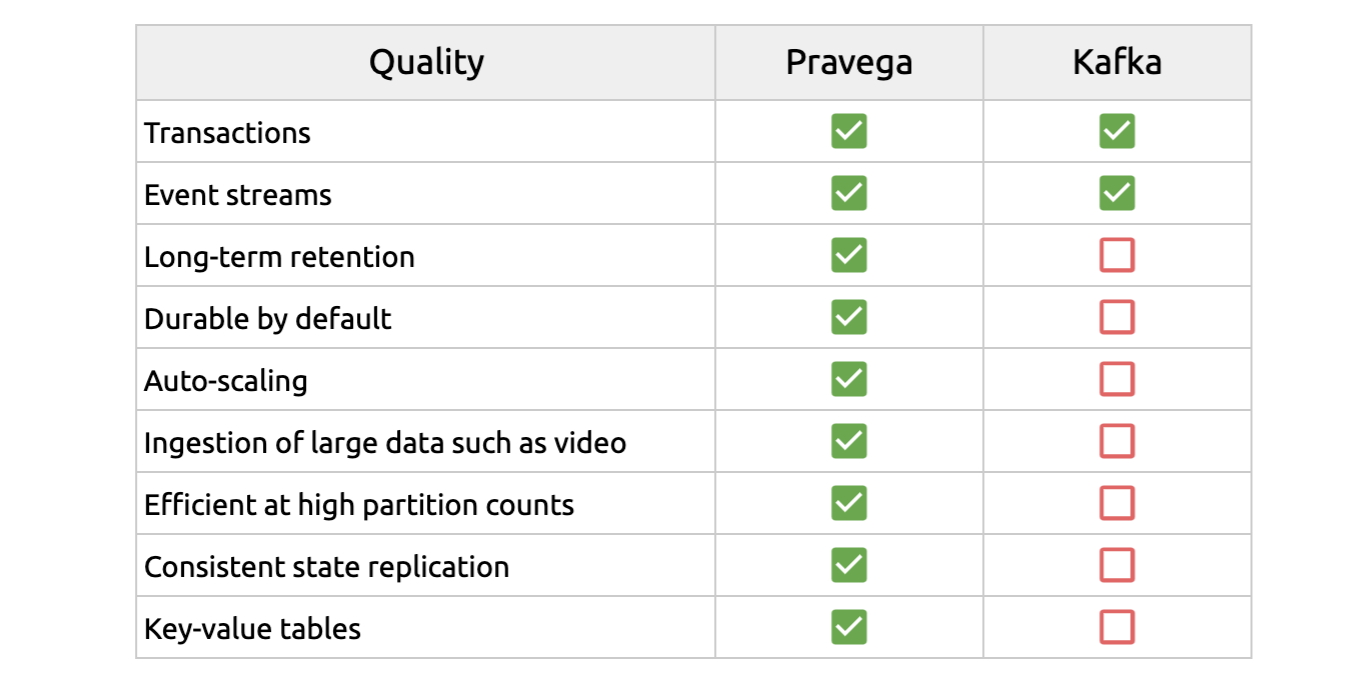 Quality Pravega Kafka
Transactions
Event streams
Long-term retention
Durable by default
Auto-scaling
Ingestion of large data such as video
Efficient at high partition counts
Consistent state replication
Key-value tables